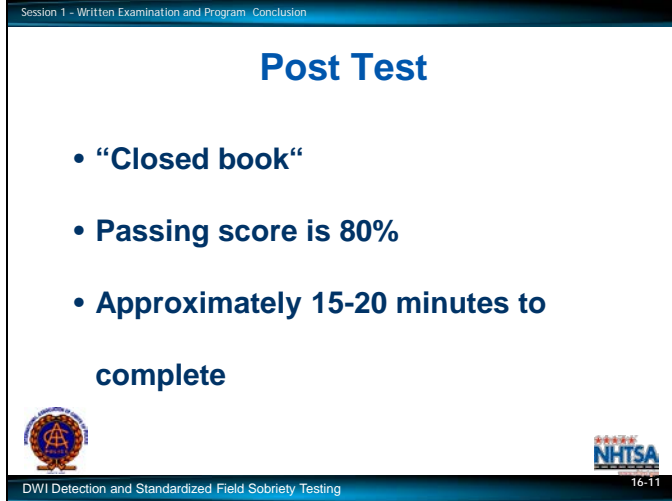 Session 1 - Written Examination and Program Conclusion
Post Test
• “Closed book“
• Passing score is 80%
• Approximately 15-20 minutes to
complete
POLICE
NHTSA
DWI Detection and Standardized Field Sobriety Testing
16-11